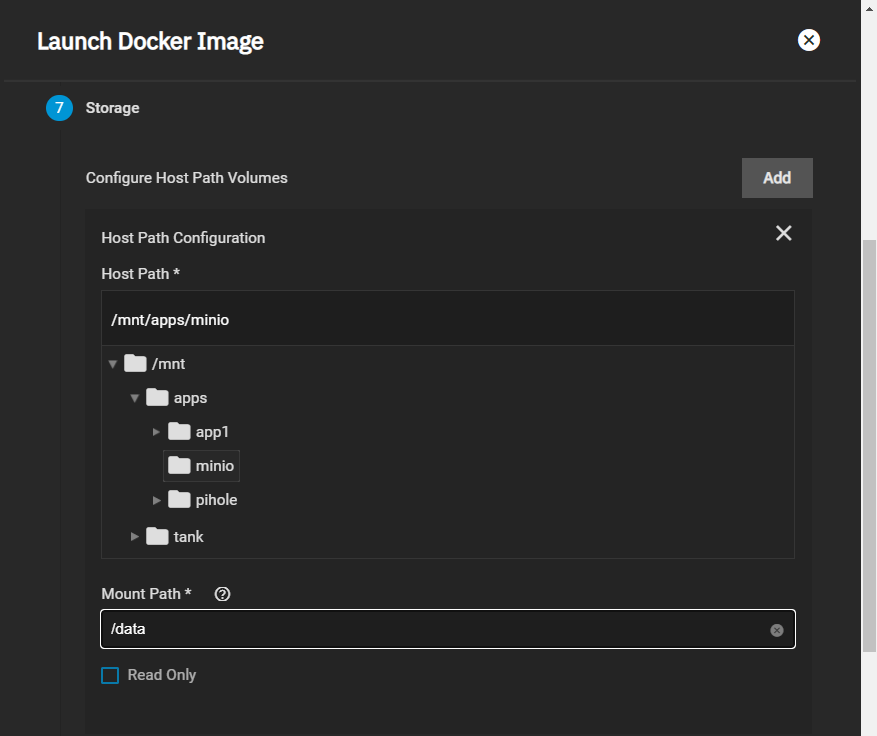 Launch Docker Image
7 Storage
Configure Host Path Volumes Add
Host Path Configuration
Host Path *
/mnt/apps/minio
/mnt
apps
app1
minio
pihole
tank
Mount Path * ?
/data
Read Only